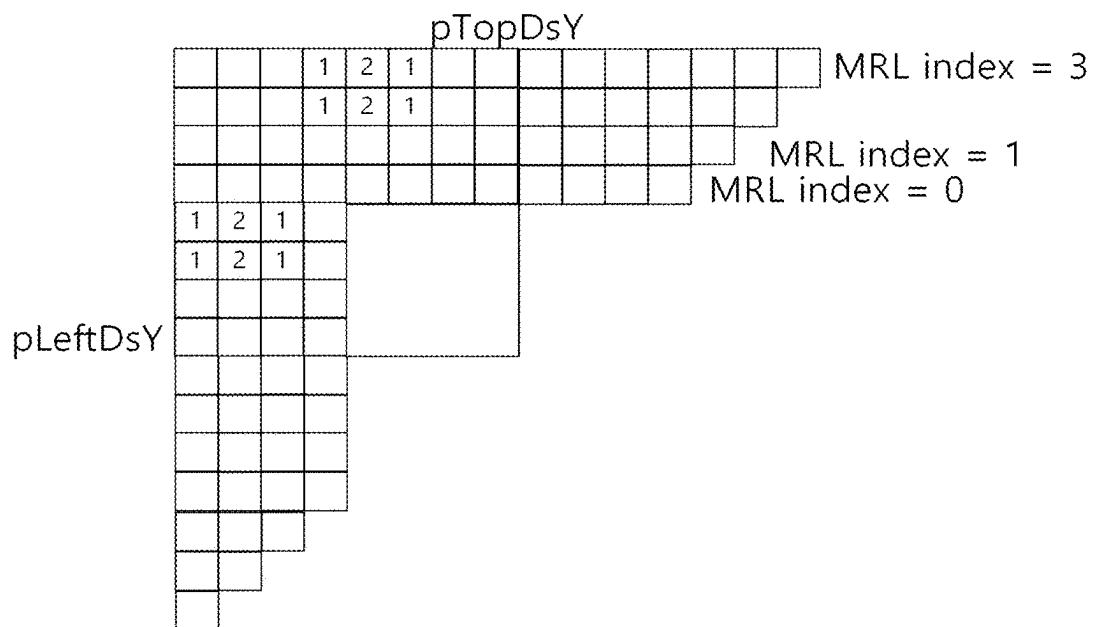 pTopDsY
1 2 1 MRL index = 3
1 2 1
MRL index = 1
MRL index = 0
1 2 1
1 2 1
pLeftDsY